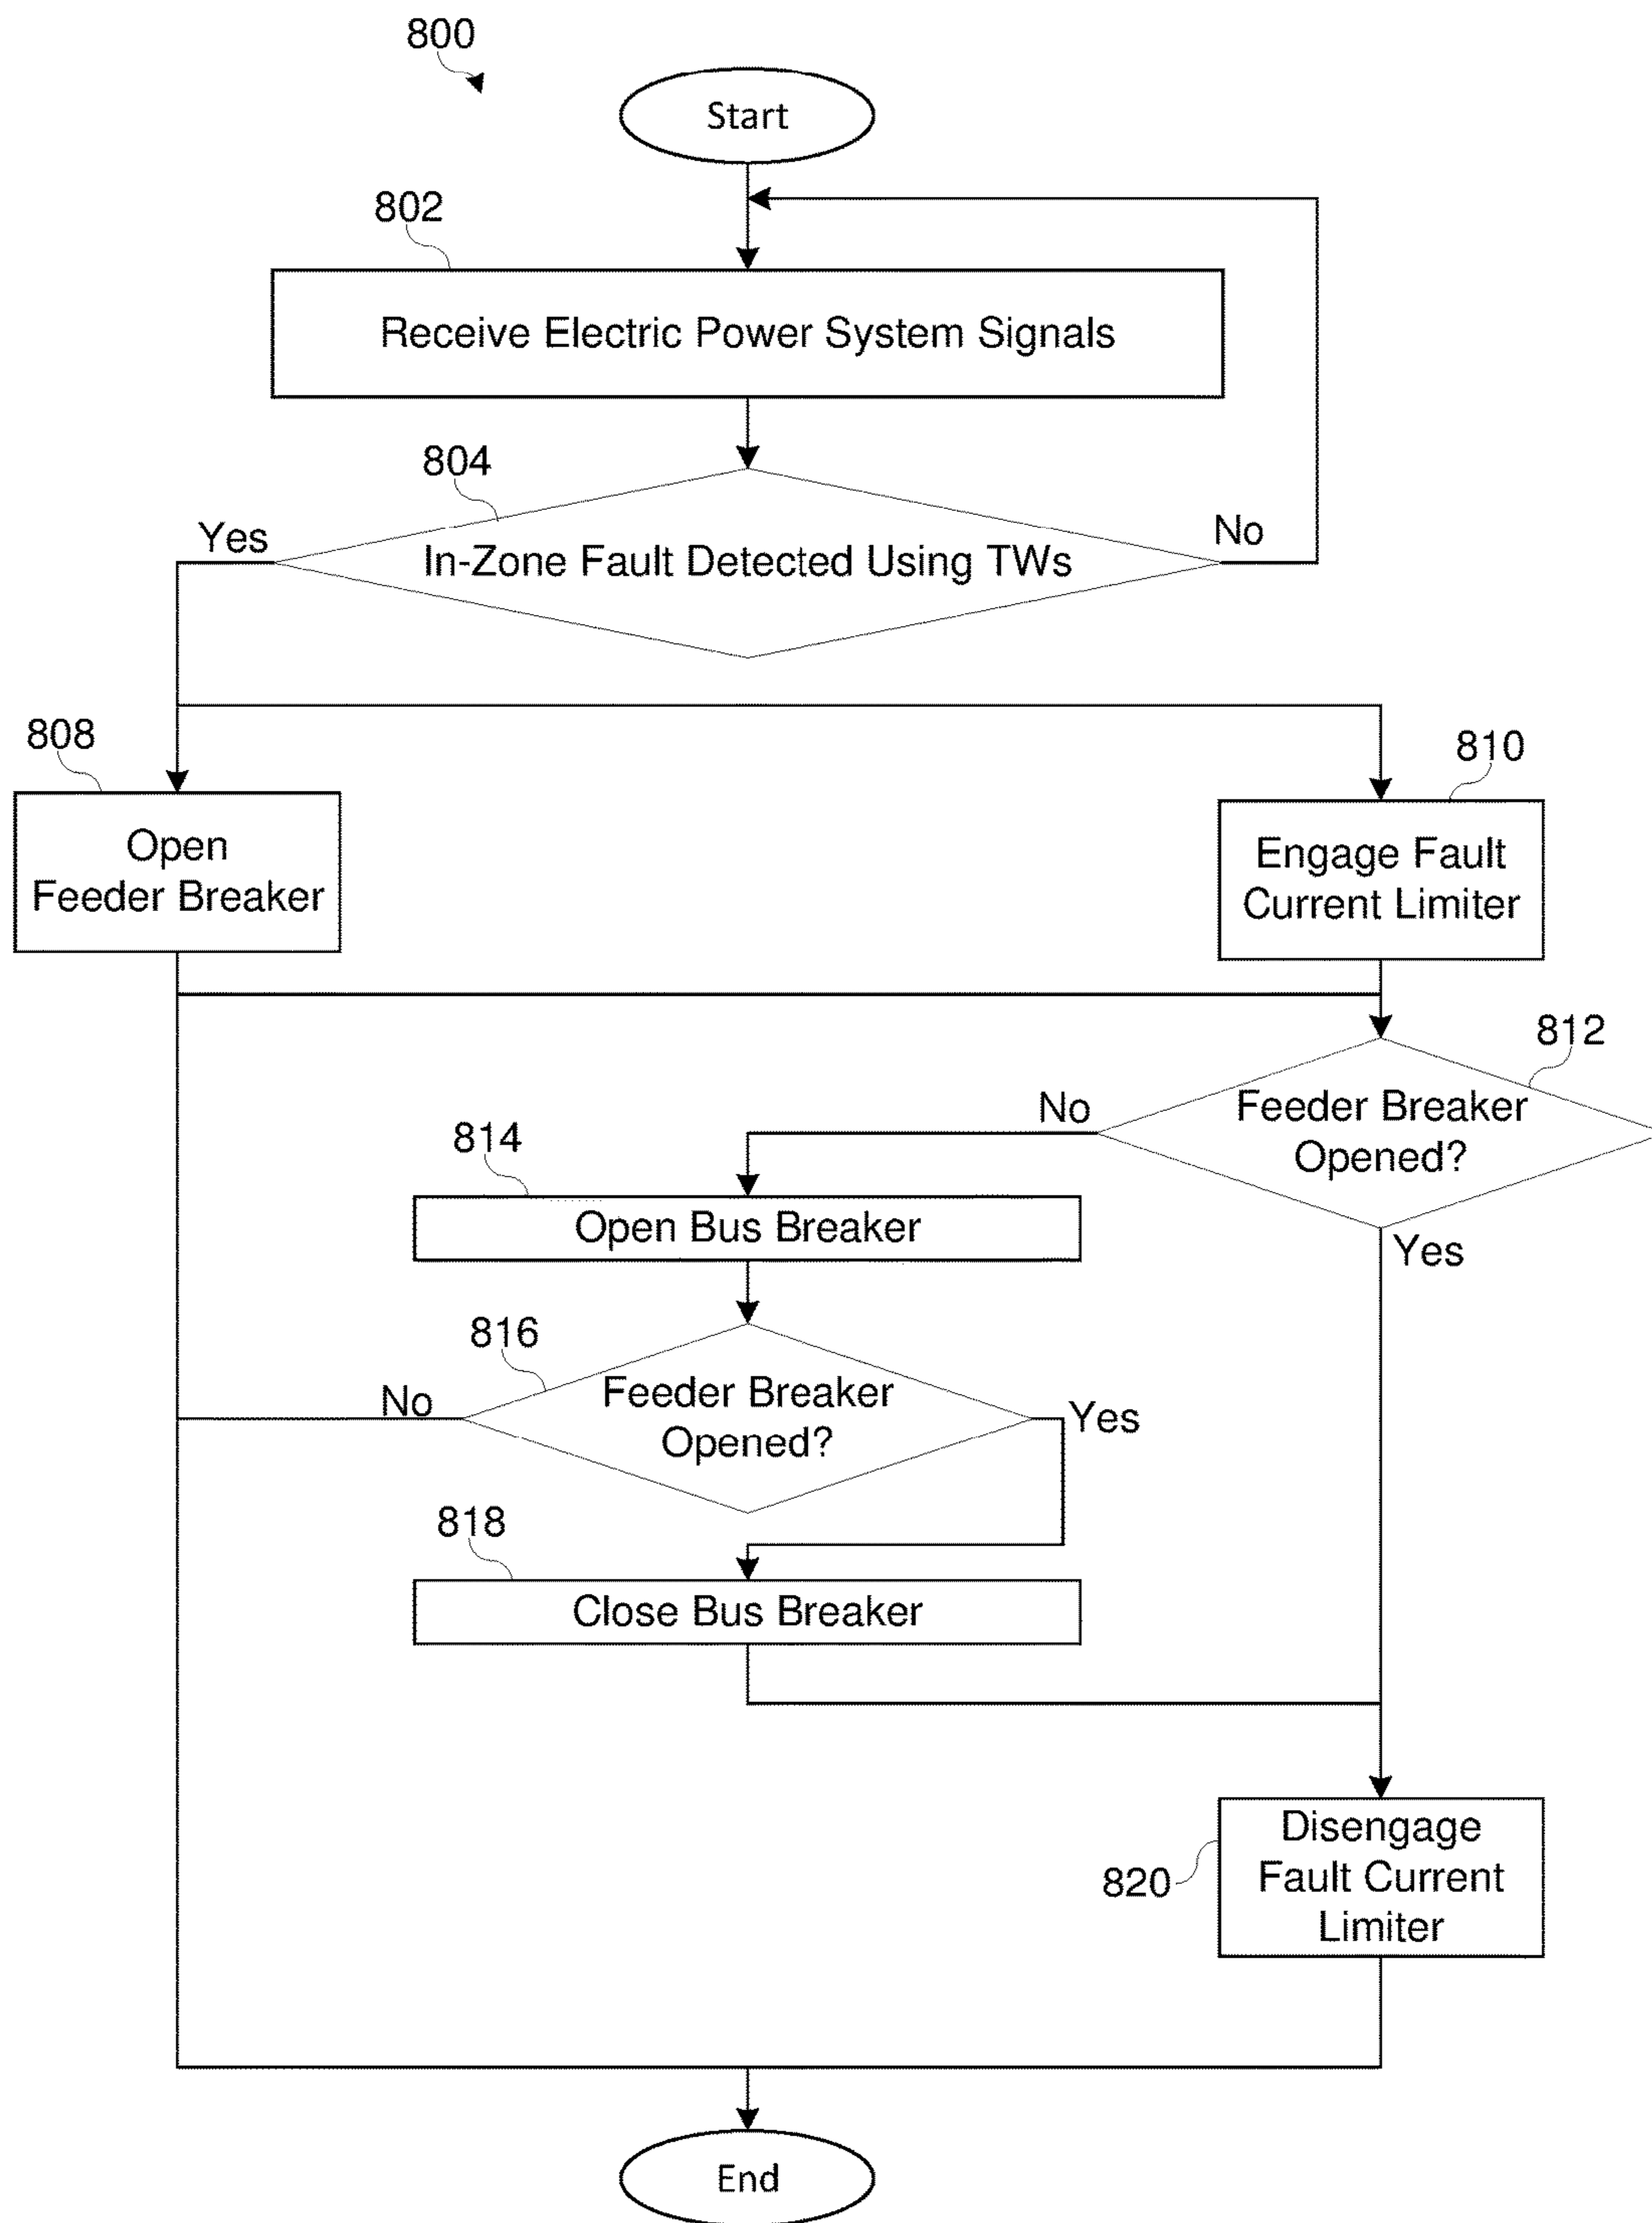 800
Start
802
Receive Electric Power System Signals
804
Yes
No
In-Zone Fault Detected Using TWs
808
810
Open
Feeder Breaker
Engage Fault
Current Limiter
812
No
Feeder Breaker
Opened?
Yes
814
Open Bus Breaker
816
No
Feeder Breaker
Opened?
Yes
818
Close Bus Breaker
820
Disengage
Fault Current
Limiter
End